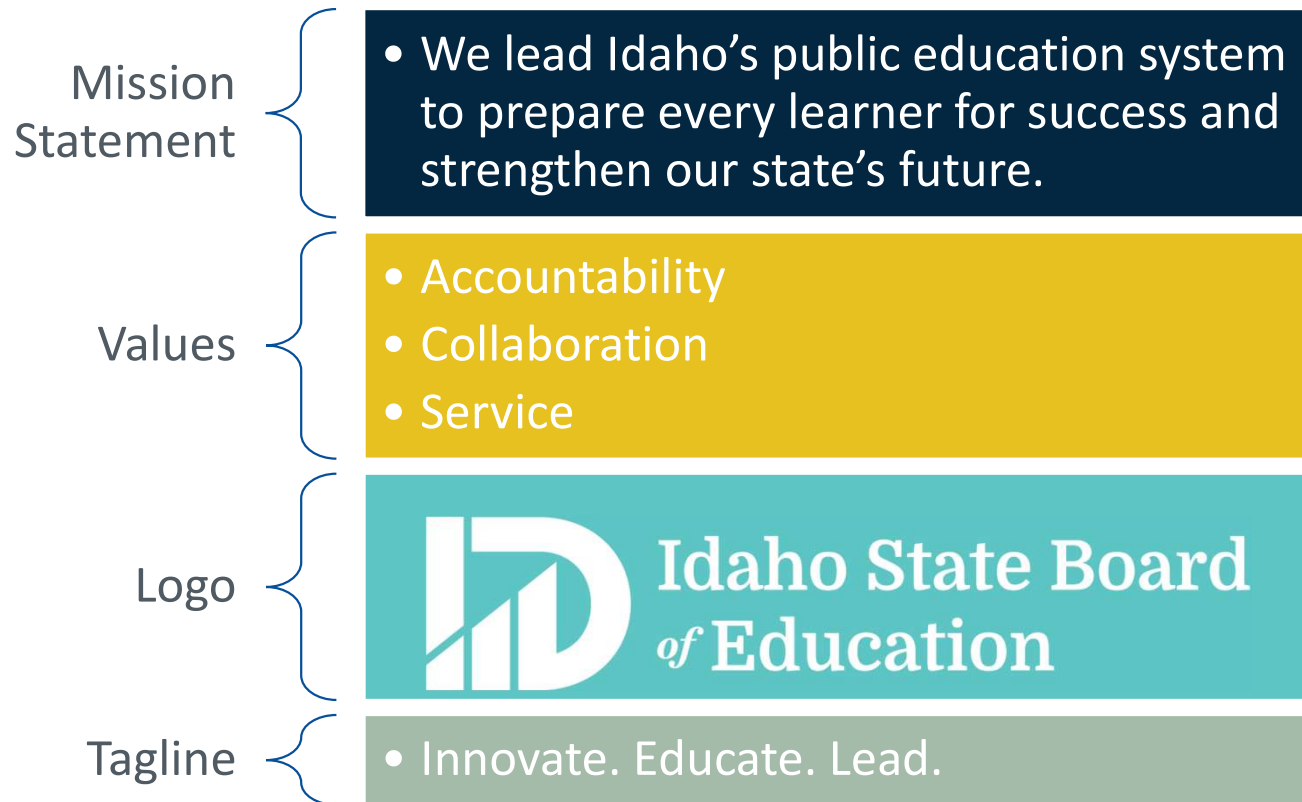 Mission
Statement
• We lead Idaho’s public education system
to prepare every learner for success and
strengthen our state’s future.
Values
• Accountability
• Collaboration
• Service
Logo
ID
Idaho State Board
of Education
Tagline
• Innovate. Educate. Lead.